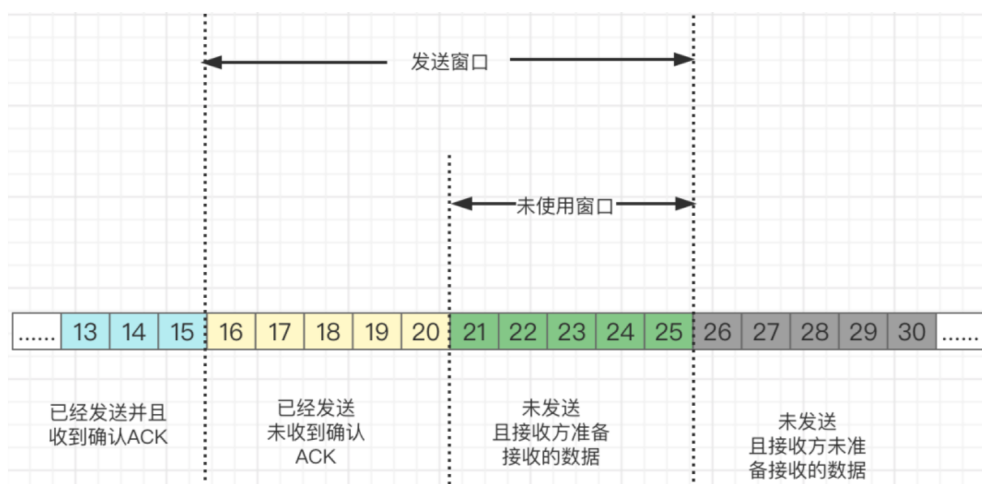 发送窗口
未使用窗口
...... 13 14 15 16 17 18 19 20 21 22 23 24 25 26 27 28 29 30 ......
已经发送并且
收到确认ACK
已经发送
未收到确认
ACK
未发送
且接收方准备
接收的数据
未发送
且接收方未准
备接收的数据